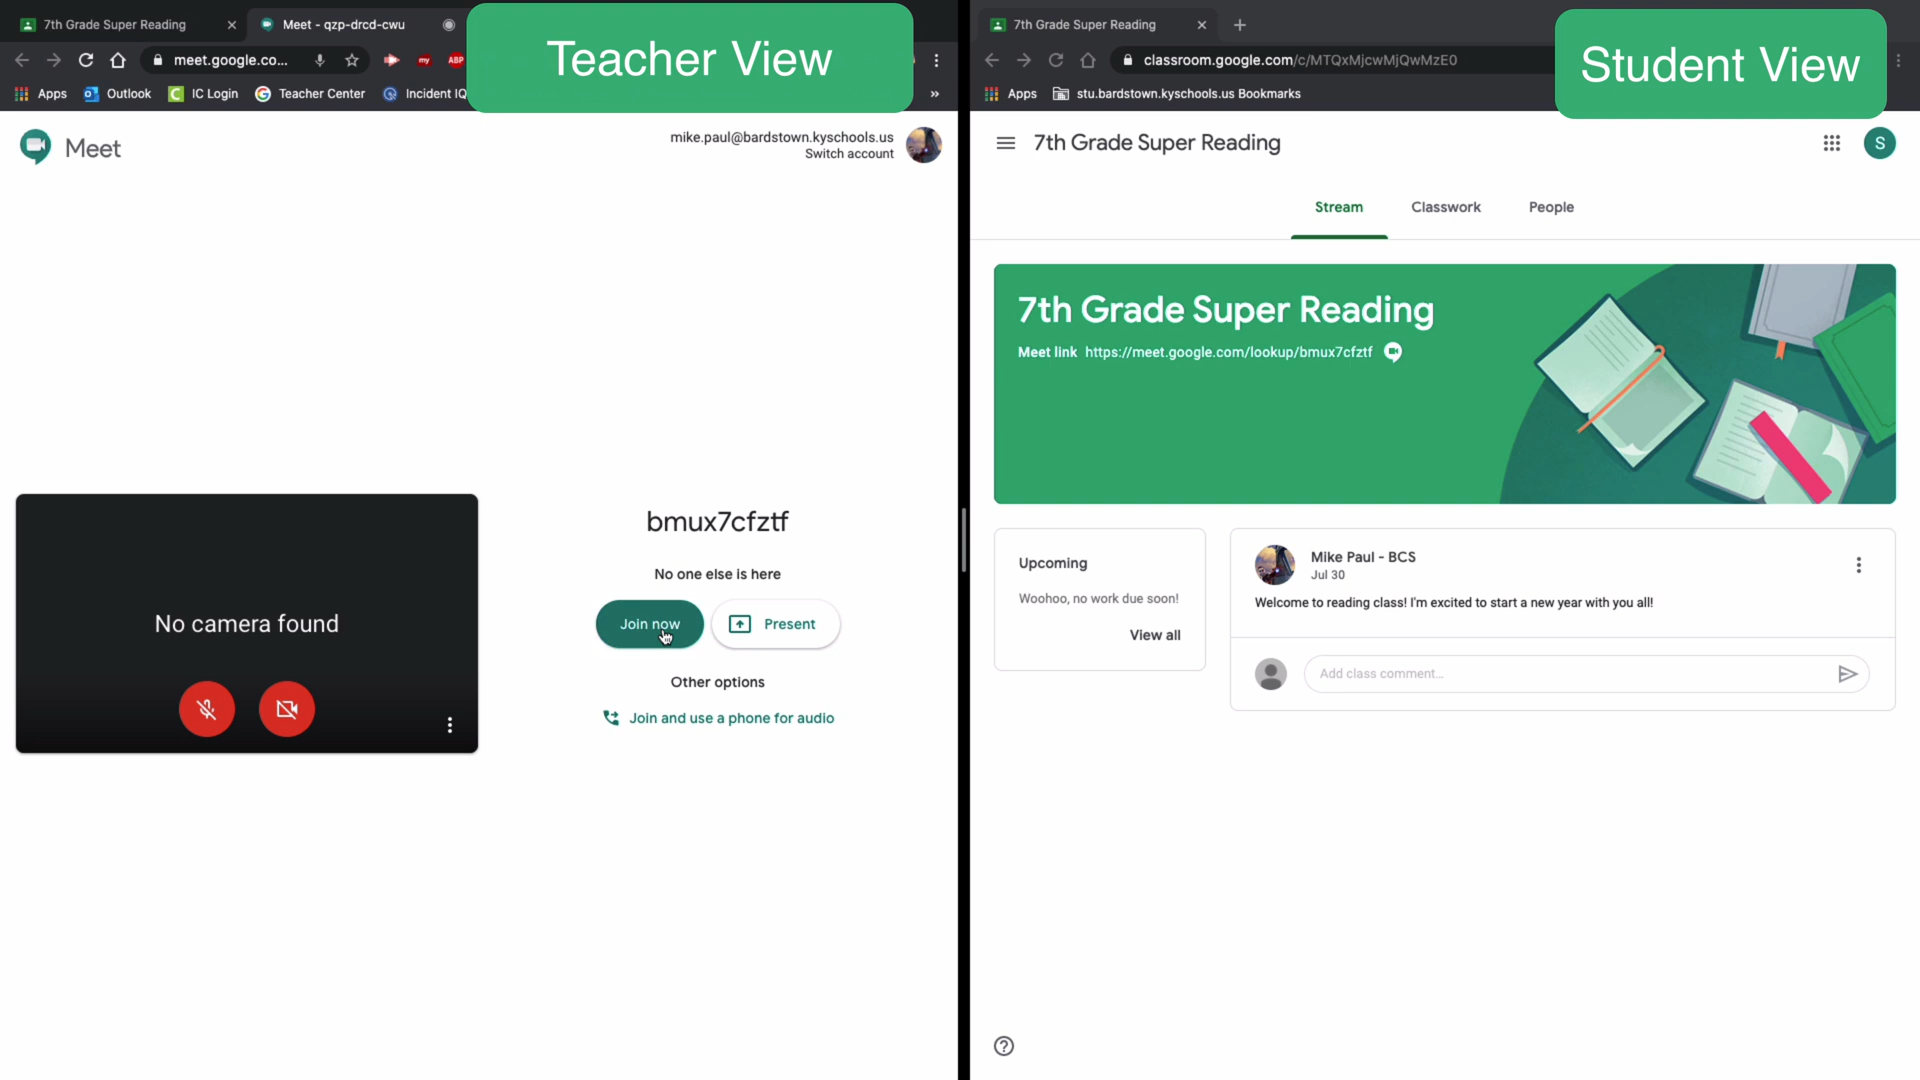 7th Grade Super Reading
Meet - qzp-drcd-cwu
Teacher View
meet.google.co...
my
ABP
Apps
Outlook
IC Login
Teacher Center
Incident IQ
»
Meet
mike.paul@bardstown.kyschools.us
Switch account
No camera found
bmux7cfztf
No one else is here
Join now
Present
Other options
Join and use a phone for audio
7th Grade Super Reading
Student View
classroom.google.com/c/MTQxMjcwMjQwMzE0
Apps
stu.bardstown.kyschools.us Bookmarks
7th Grade Super Reading
S
Stream
Classwork
People
7th Grade Super Reading
Meet link https://meet.google.com/lookup/bmux7cfztf
Upcoming
Woohoo, no work due soon!
View all
Mike Paul - BCS
Jul 30
Welcome to reading class! I'm excited to start a new year with you all!
Add class comment...